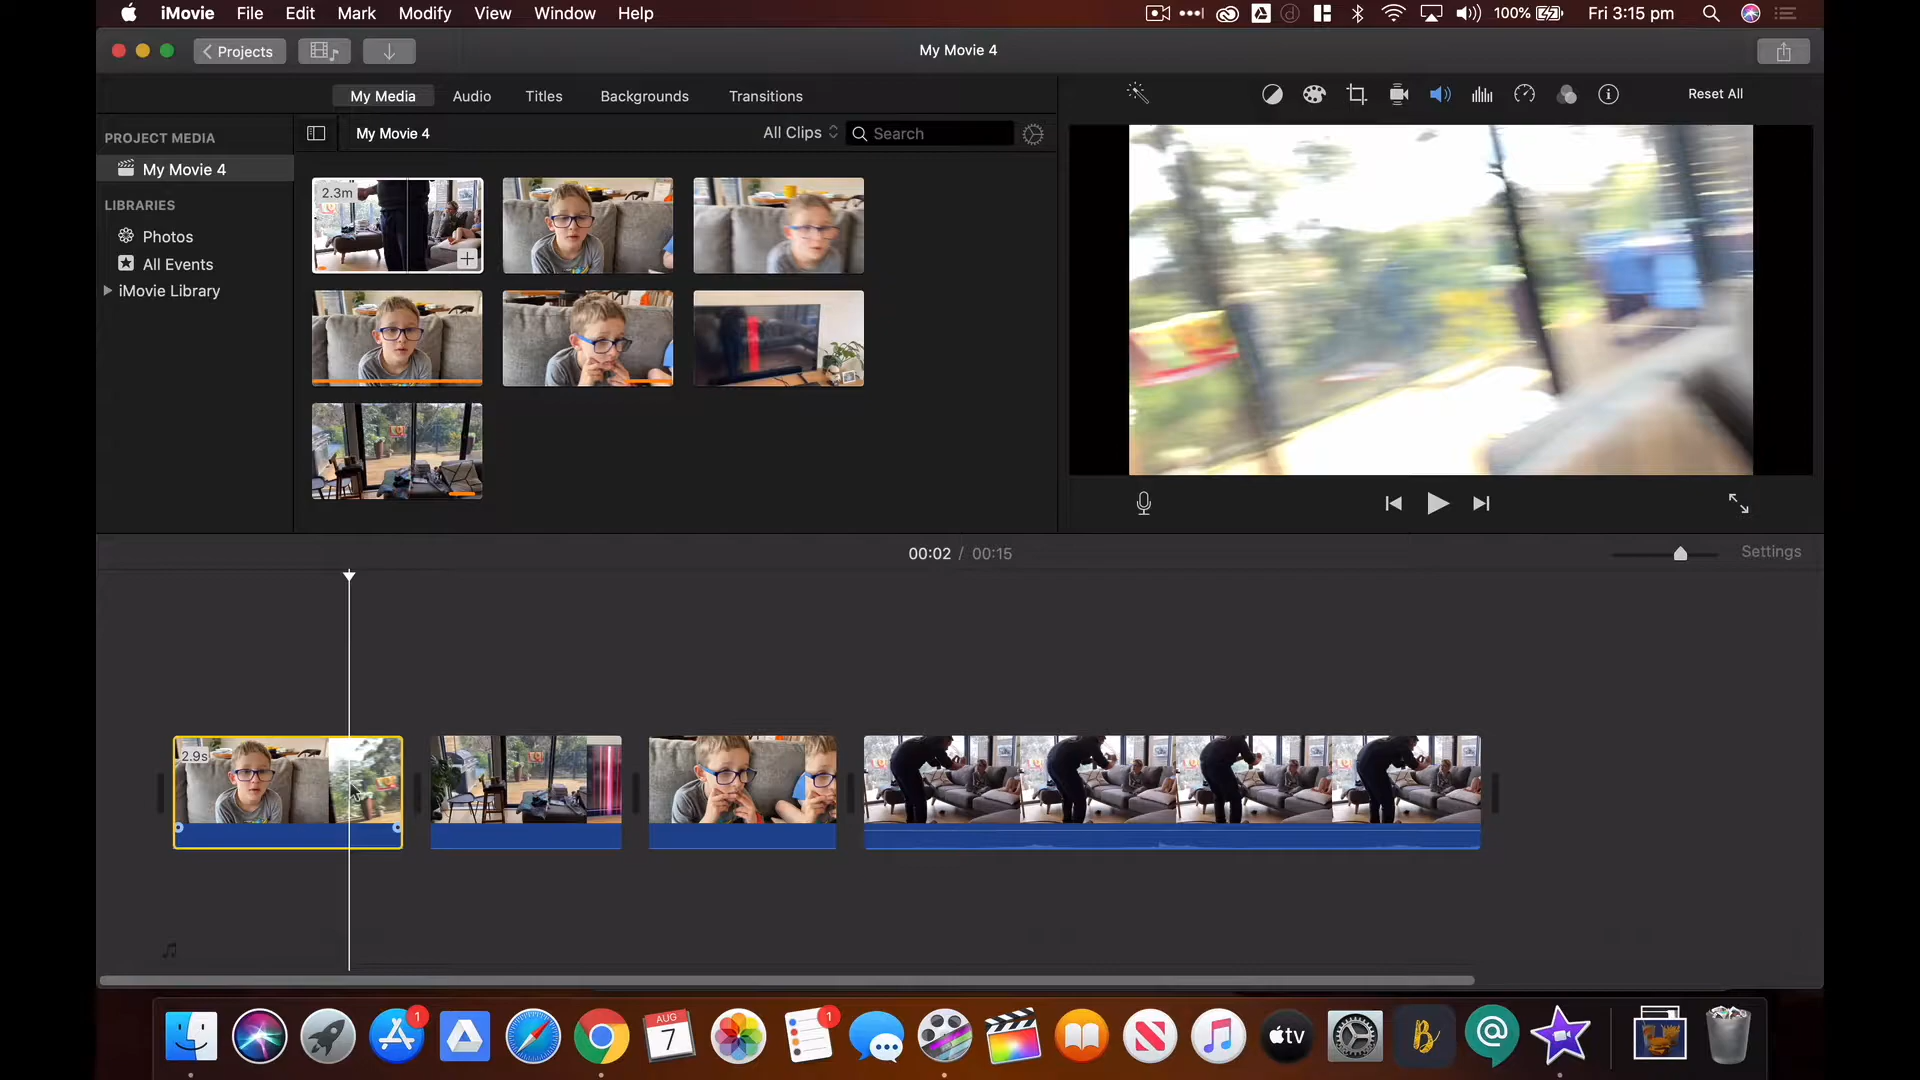 iMovie File Edit Mark Modify View Window Help 100% Fri 3:15 pm
Projects My Movie 4
My Media Audio Titles Backgrounds Transitions Reset All
PROJECT MEDIA My Movie 4 All Clips Search
My Movie 4
LIBRARIES
Photos
All Events
iMovie Library
2.3m
00:02 / 00:15 Settings
2.9s
1
AUG
7
1
tv